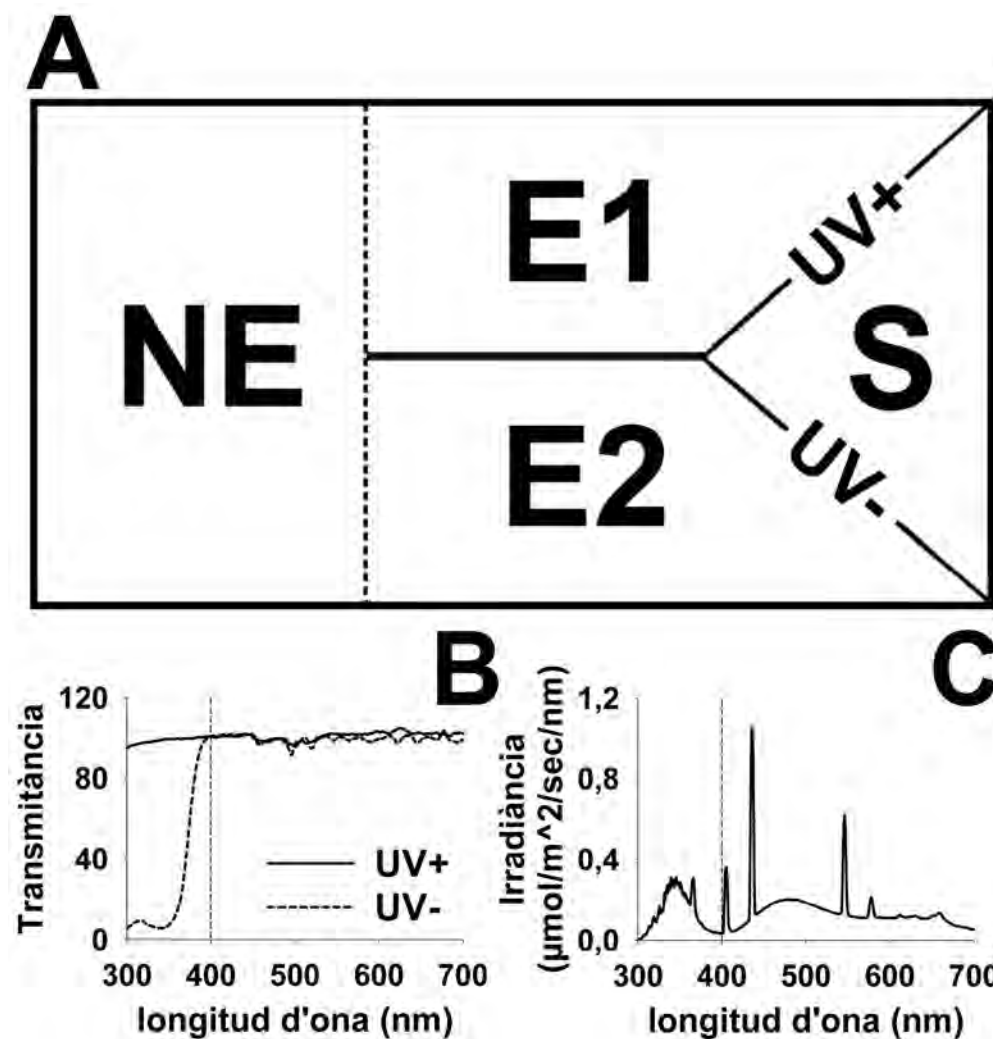 A
NE
E1
E2
UV+
UV-
S
B
Transmitància
120
80
40
0
UV+
UV-
300 400 500 600 700
longitud d'ona (nm)
C
Irradiància
(μmol/m^2/sec/nm)
1,2
0,8
0,4
0,0
300 400 500 600 700
longitud d'ona (nm)